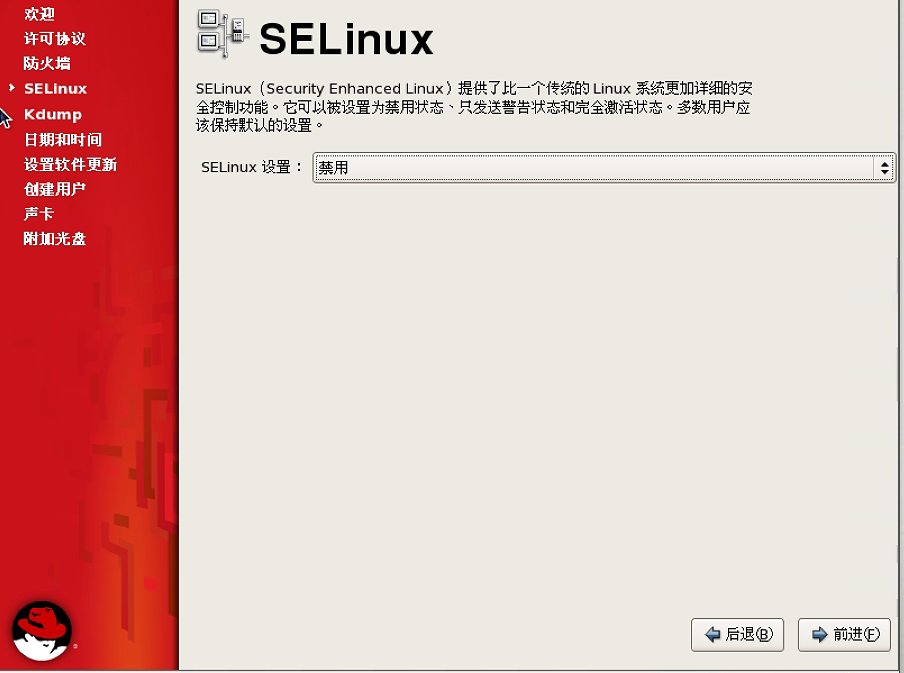 欢迎
许可协议
防火墙
SELinux
Kdump
日期和时间
设置软件更新
创建用户
声卡
附加光盘
SELinux
SELinux（Security Enhanced Linux）提供了比一个传统的 Linux 系统更加详细的安
全控制功能。它可以被设置为禁用状态、只发送警告状态和完全激活状态。多数用户应
该保持默认的设置。
SELinux 设置：
禁用
后退(B)
前进(F)